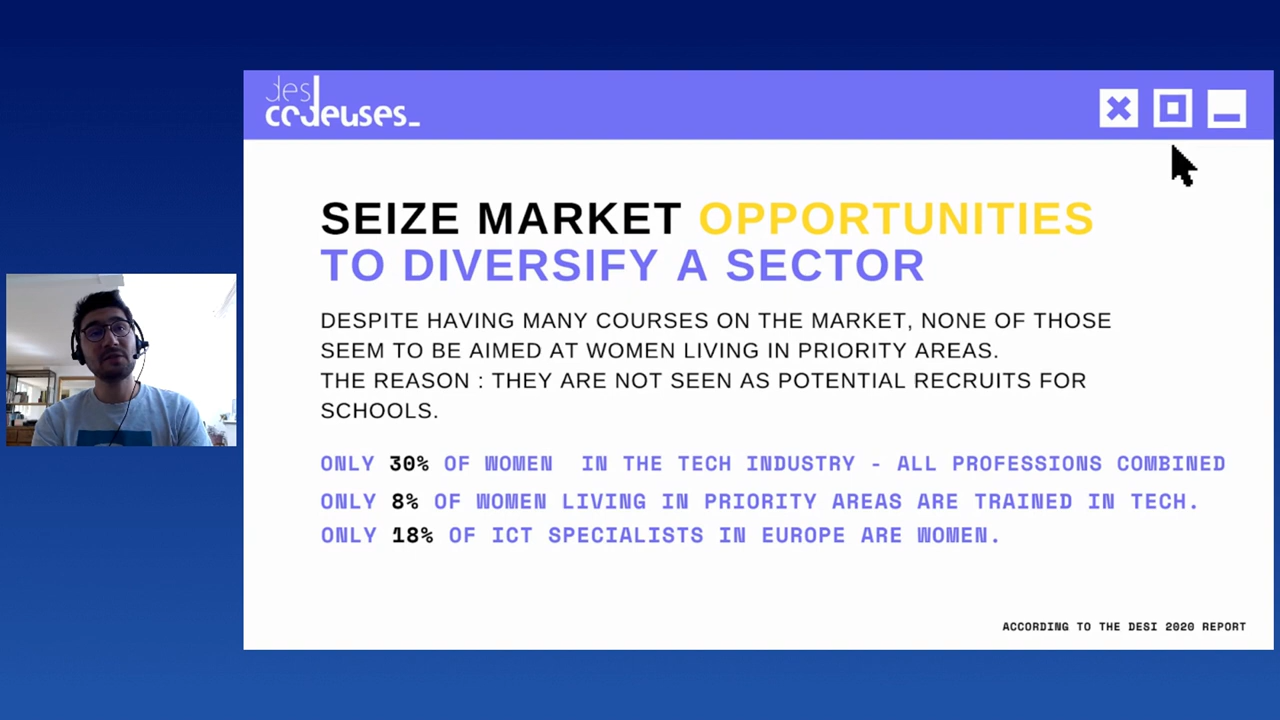 des
codeuses_
SEIZE MARKET OPPORTUNITIES
TO DIVERSIFY A SECTOR
DESPITE HAVING MANY COURSES ON THE MARKET, NONE OF THOSE
SEEM TO BE AIMED AT WOMEN LIVING IN PRIORITY AREAS.
THE REASON : THEY ARE NOT SEEN AS POTENTIAL RECRUITS FOR
SCHOOLS.
ONLY 30% OF WOMEN IN THE TECH INDUSTRY - ALL PROFESSIONS COMBINED
ONLY 8% OF WOMEN LIVING IN PRIORITY AREAS ARE TRAINED IN TECH.
ONLY 18% OF ICT SPECIALISTS IN EUROPE ARE WOMEN.
ACCORDING TO THE DESI 2020 REPORT